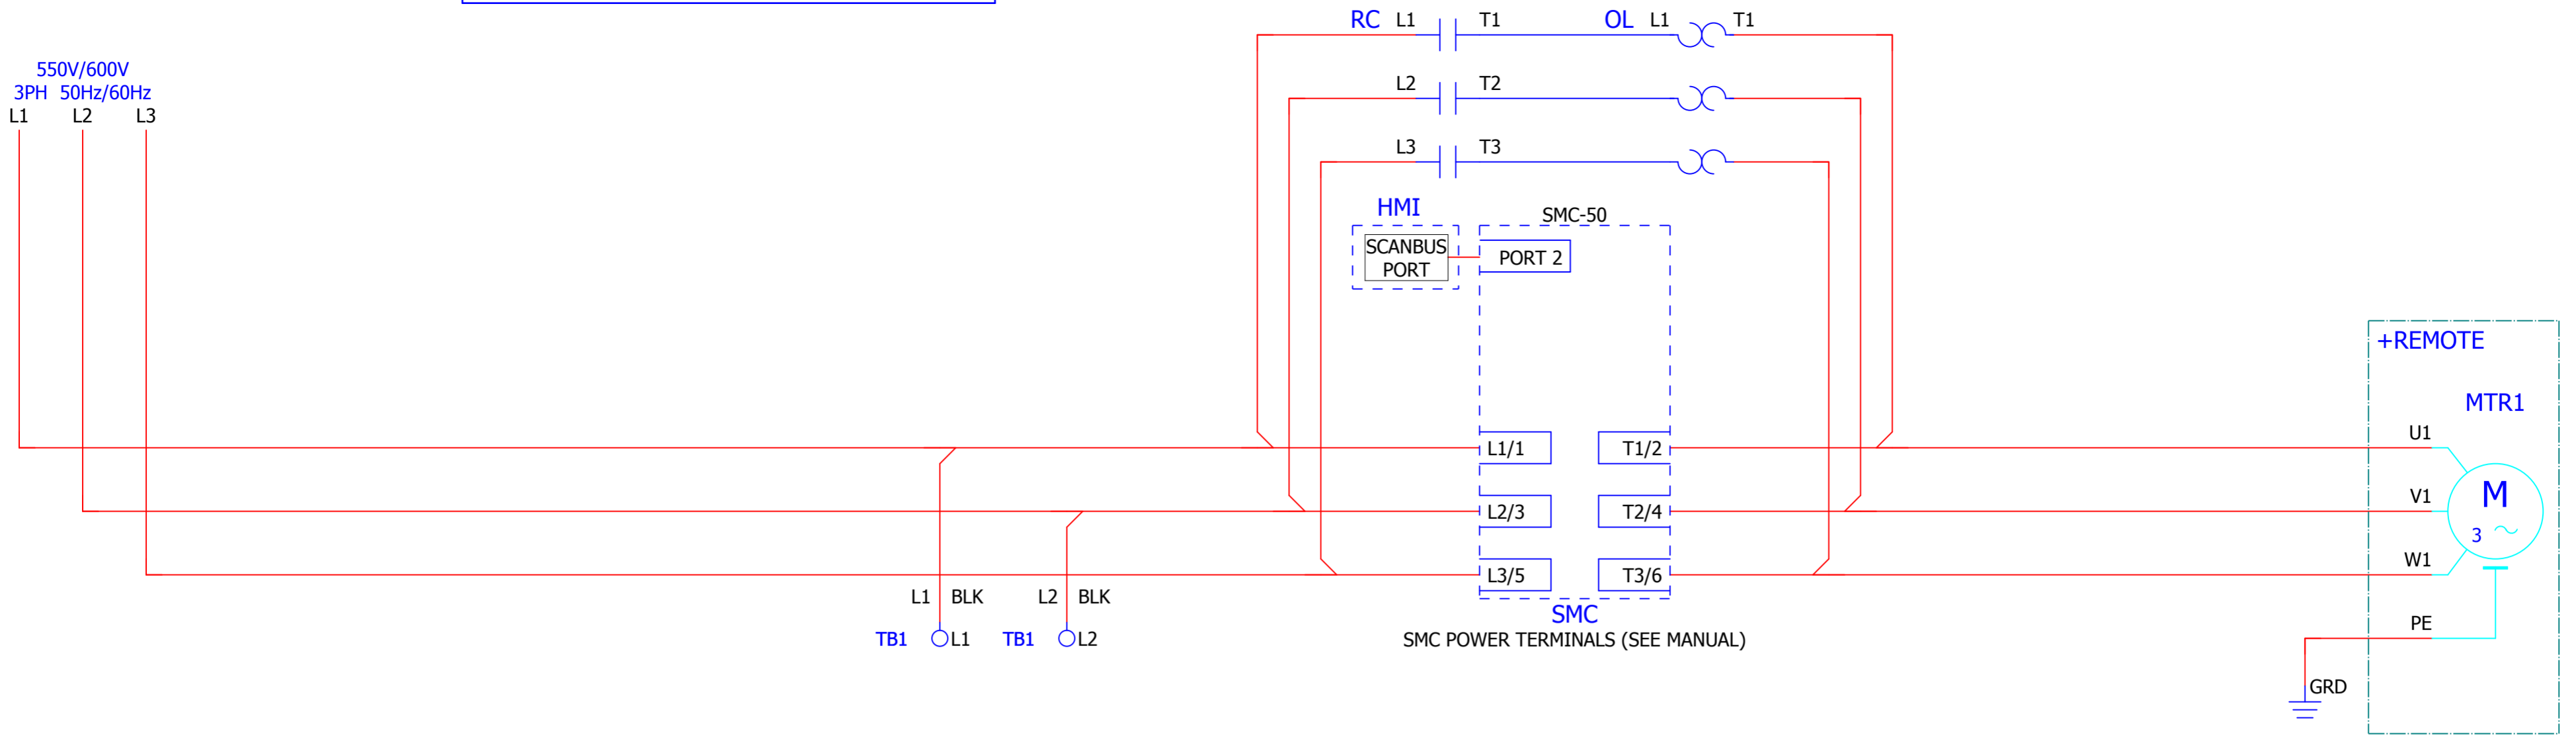 RC L1 T1 OL L1 T1
550V/600V
3PH 50Hz/60Hz
L1 L2 L3
L2 T2
L3 T3
HMI
SCANBUS
PORT
SMC-50
PORT 2
+REMOTE
MTR1
L1/1 T1/2 U1
L2/3 T2/4 V1
M
3
L3/5 T3/6 W1
L1 BLK L2 BLK
SMC
TB1 L1 TB1 L2
SMC POWER TERMINALS (SEE MANUAL)
PE
GRD